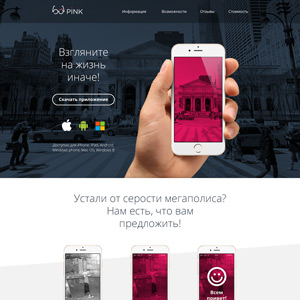 PINK
Информация
Возможности
Отзывы
Стоимость
Взгляните
на жизнь
иначе!
Скачать приложение
Доступно для iPhone, iPad, Android,
Windows phone, Mac OS, Windows 8
Устали от серости мегаполиса?
Нам есть, что вам
предложить!
Всем
привет!